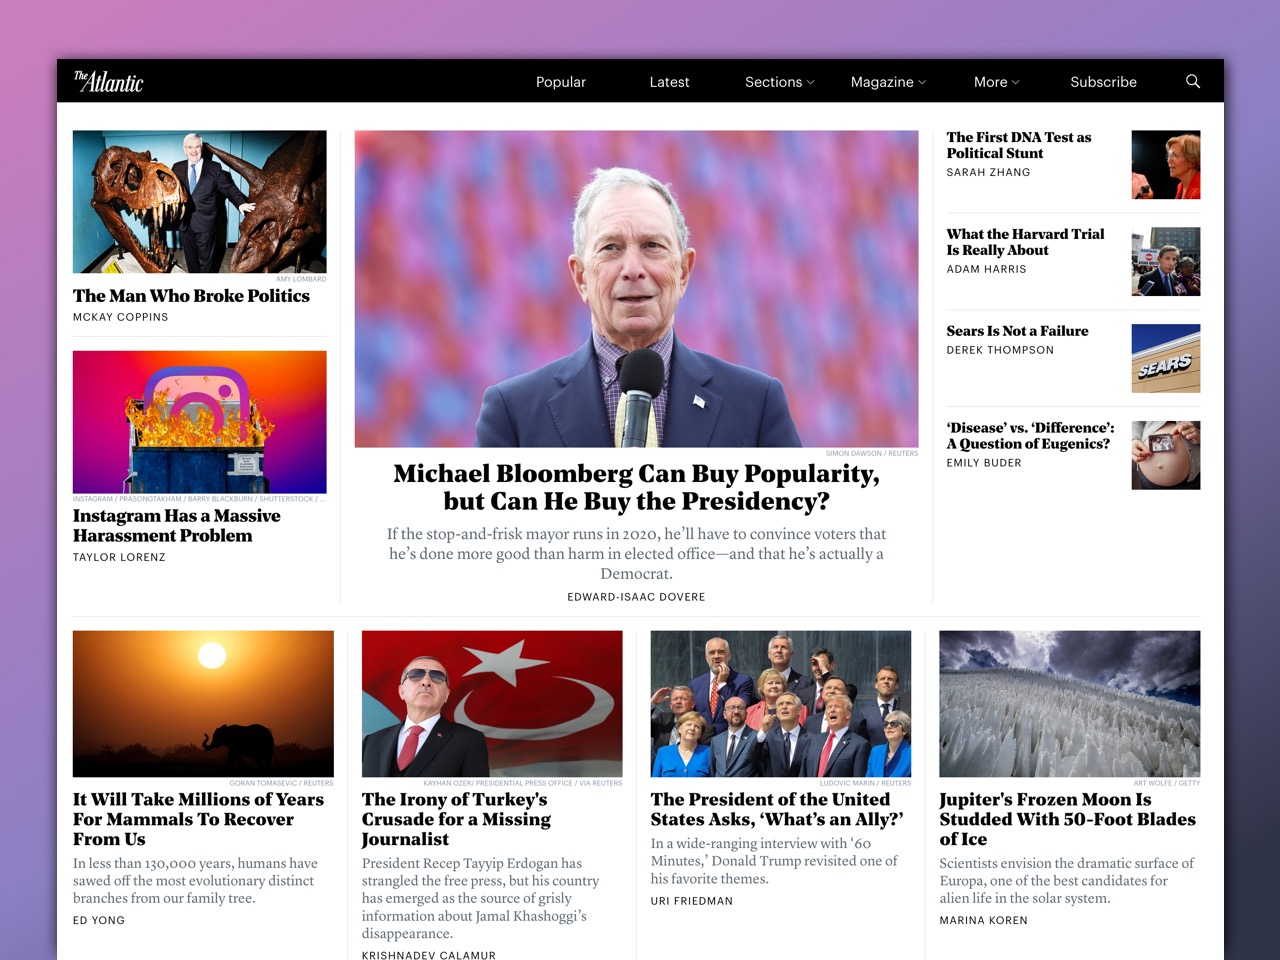 The Atlantic
Popular
Latest
Sections
Magazine
More
Subscribe
AMY LOMBARD
The Man Who Broke Politics
MCKAY COPPINS
INSTAGRAM / PRASONGTAKHAM / BARRY BLACKBURN / SHUTTERSTOCK / ...
Instagram Has a Massive
Harassment Problem
TAYLOR LORENZ
SIMON DAWSON / REUTERS
Michael Bloomberg Can Buy Popularity,
but Can He Buy the Presidency?
If the stop-and-frisk mayor runs in 2020, he’ll have to convince voters that
he’s done more good than harm in elected office—and that he’s actually a
Democrat.
EDWARD-ISAAC DOVERE
The First DNA Test as
Political Stunt
SARAH ZHANG
What the Harvard Trial
Is Really About
ADAM HARRIS
Sears Is Not a Failure
DEREK THOMPSON
SEARS
‘Disease’ vs. ‘Difference’:
A Question of Eugenics?
EMILY BUDER
GORAN TOMASEVIC / REUTERS
It Will Take Millions of Years
For Mammals To Recover
From Us
In less than 130,000 years, humans have
sawed off the most evolutionary distinct
branches from our family tree.
ED YONG
KAYHAN OZER/ PRESIDENTIAL PRESS OFFICE / VIA REUTERS
The Irony of Turkey's
Crusade for a Missing
Journalist
President Recep Tayyip Erdogan has
strangled the free press, but his country
has emerged as the source of grisly
information about Jamal Khashoggi’s
disappearance.
KRISHNADEV CALAMUR
LUDOVIC MARIN / REUTERS
The President of the United
States Asks, ‘What’s an Ally?’
In a wide-ranging interview with ‘60
Minutes,’ Donald Trump revisited one of
his favorite themes.
URI FRIEDMAN
ART WOLFE / GETTY
Jupiter's Frozen Moon Is
Studded With 50-Foot Blades
of Ice
Scientists envision the dramatic surface of
Europa, one of the best candidates for
alien life in the solar system.
MARINA KOREN